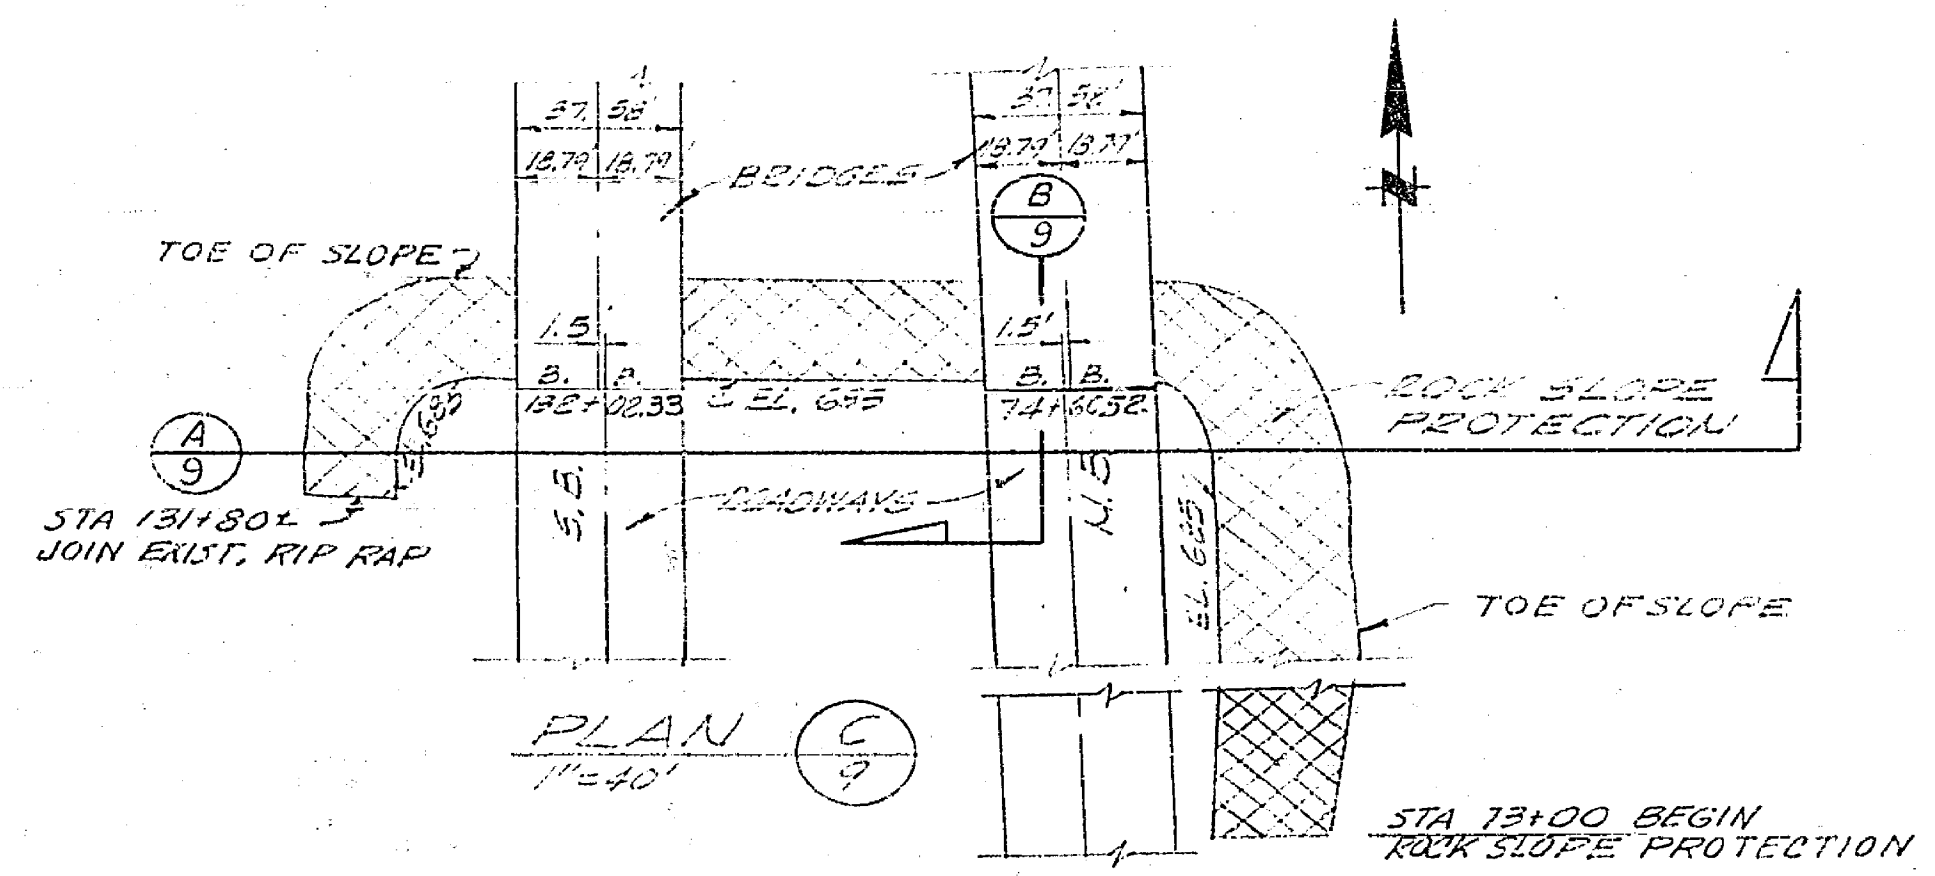 37. 58'
37. 58'
18.79' 18.79'
18.79' 18.79'
BRIDGES
B
9
N
TOE OF SLOPE
1.5'
1.5'
B. B.
B. B.
132+02.33
℄ EL. 685
74+60.52
EL. 685
ROCK SLOPE
PROTECTION
A
9
S.B.
ROADWAYS
N.B.
STA 131+80±
JOIN EXIST. RIP RAP
EL. 685
TOE OF SLOPE
PLAN
1"=40'
C
9
STA 73+00 BEGIN
ROCK SLOPE PROTECTION